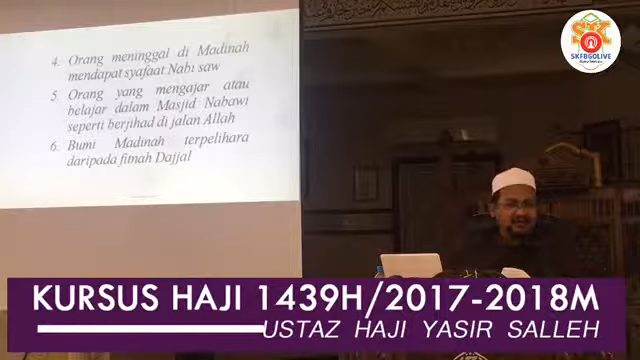 4. Orang meninggal di Madinah
mendapat syafaat Nabi saw
5. Orang yang mengajar atau
belajar dalam Masjid Nabawi
seperti berjihad di jalan Allah
6. Bumi Madinah terpelihara
daripada fitnah Dajjal
SKFBGOLIVE
KURSUS HAJI 1439H/2017-2018M
USTAZ HAJI YASIR SALLEH